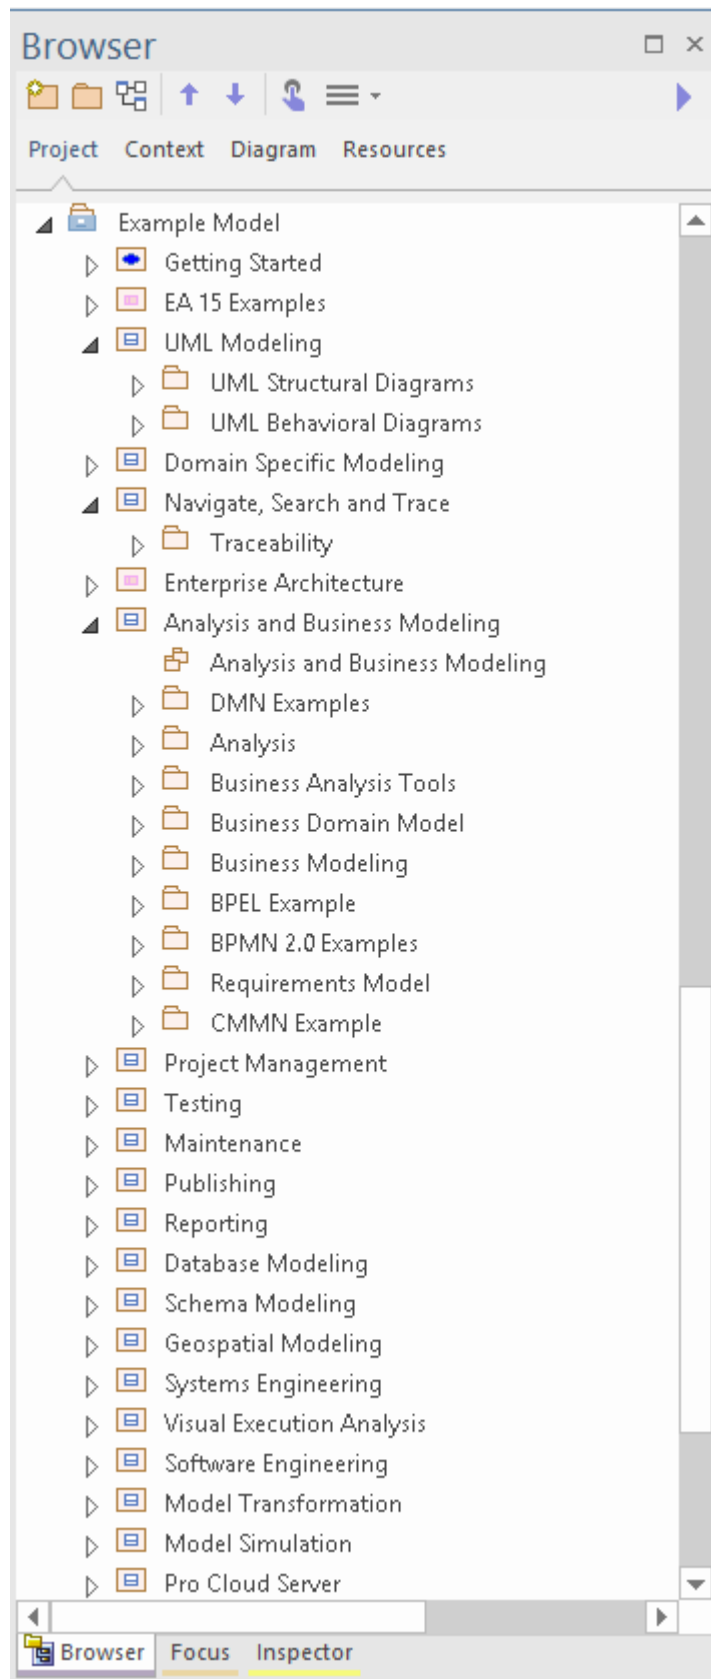 Browser
Project Context Diagram Resources
Example Model
Getting Started
EA 15 Examples
UML Modeling
UML Structural Diagrams
UML Behavioral Diagrams
Domain Specific Modeling
Navigate, Search and Trace
Traceability
Enterprise Architecture
Analysis and Business Modeling
Analysis and Business Modeling
DMN Examples
Analysis
Business Analysis Tools
Business Domain Model
Business Modeling
BPEL Example
BPMN 2.0 Examples
Requirements Model
CMMN Example
Project Management
Testing
Maintenance
Publishing
Reporting
Database Modeling
Schema Modeling
Geospatial Modeling
Systems Engineering
Visual Execution Analysis
Software Engineering
Model Transformation
Model Simulation
Pro Cloud Server
Browser Focus Inspector